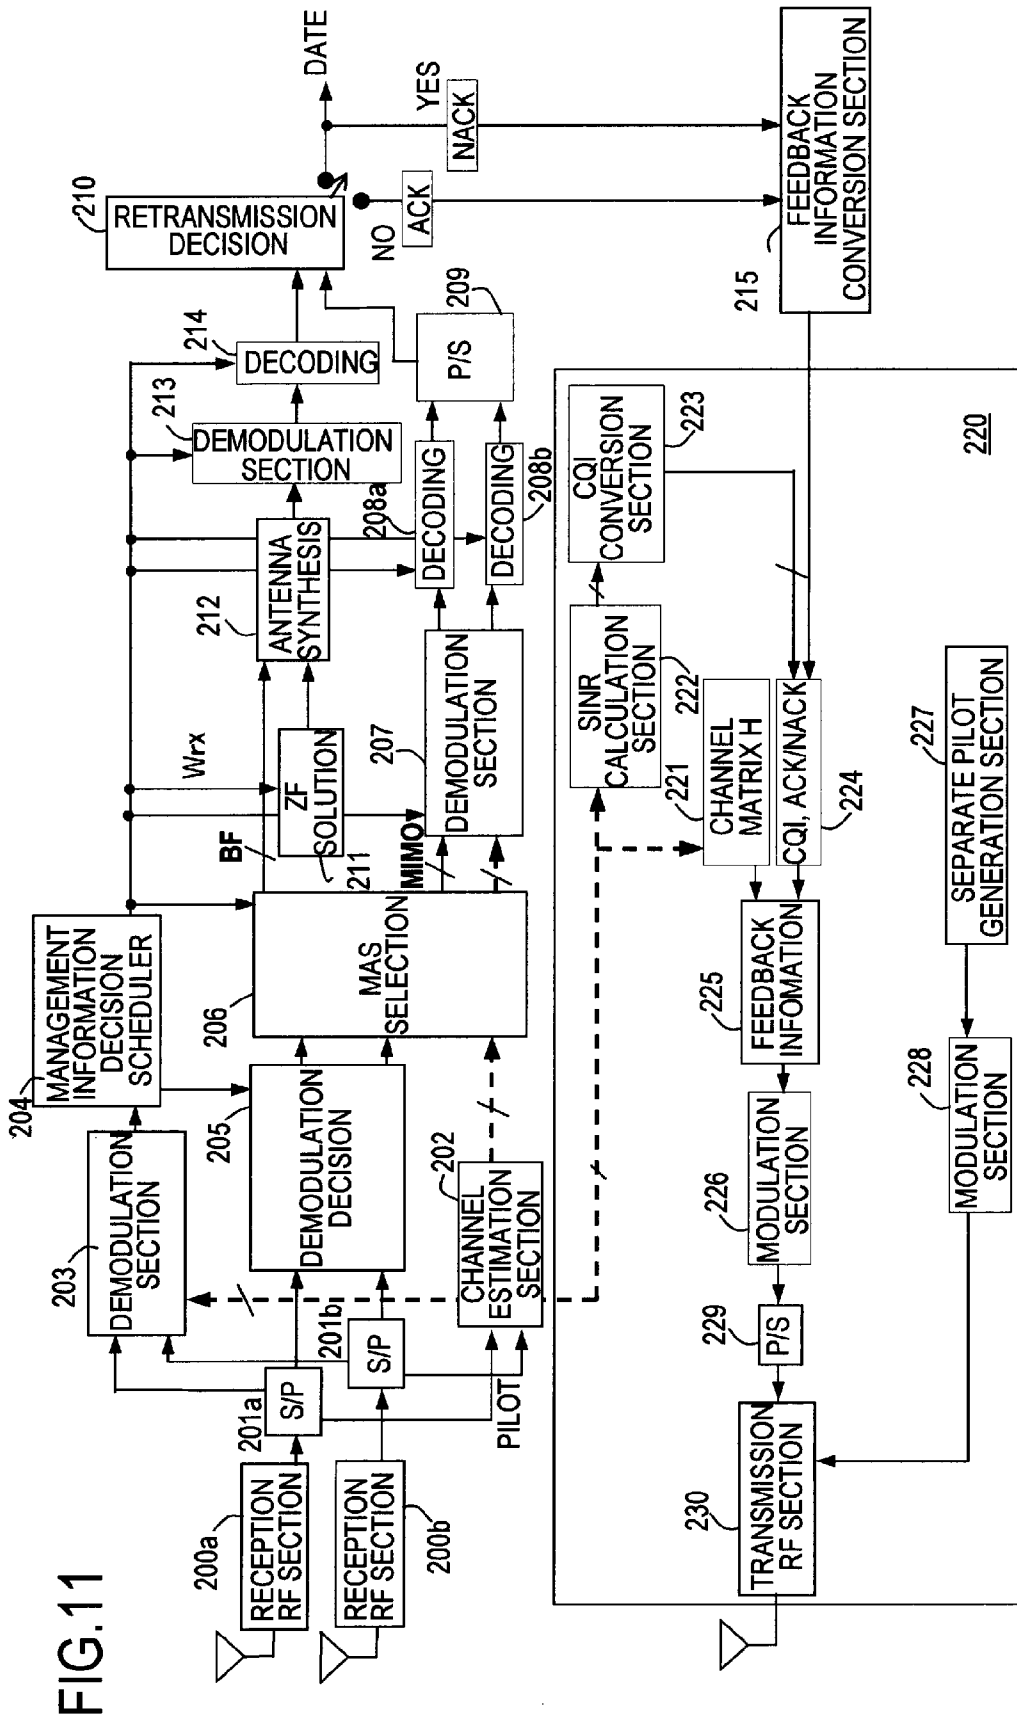 FIG.11
200a
RECEPTION
RF SECTION
RECEPTION
RF SECTION
200b
201a
S/P
201b
S/P
PILOT
203
DEMODULATION
SECTION
202
CHANNEL
ESTIMATION
SECTION
204
MANAGEMENT
INFORMATION
DECISION
SCHEDULER
205
DEMODULATION
DECISION
206
MAS
SELECTION
BF
MIMO
Wrx
211
ZF
SOLUTION
212
ANTENNA
SYNTHESIS
207
DEMODULATION
SECTION
213
DEMODULATION
SECTION
214
DECODING
208a
DECODING
DECODING
208b
P/S
209
210
RETRANSMISSION
DECISION
DATE
NO
ACK
YES
NACK
215
FEEDBACK
INFORMATION
CONVERSION SECTION
220
SINR
CALCULATION
SECTION
222
CQI
CONVERSION
SECTION
223
221
CHANNEL
MATRIX H
CQI, ACK/NACK
224
225
FEEDBACK
INFOMATION
226
MODULATION
SECTION
229
P/S
230
TRANSMISSION
RF SECTION
SEPARATE PILOT
GENERATION SECTION
227
MODULATION
SECTION
228